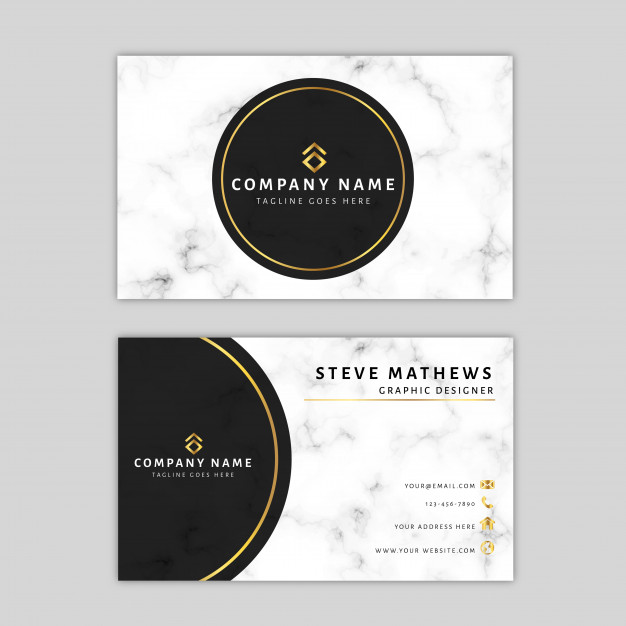 COMPANY NAME
TAGLINE GOES HERE
STEVE MATHEWS
GRAPHIC DESIGNER
COMPANY NAME
TAGLINE GOES HERE
YOUR@EMAIL.COM
123-456-7890
YOUR ADDRESS HERE
WWW.YOUR WEBSITE.COM